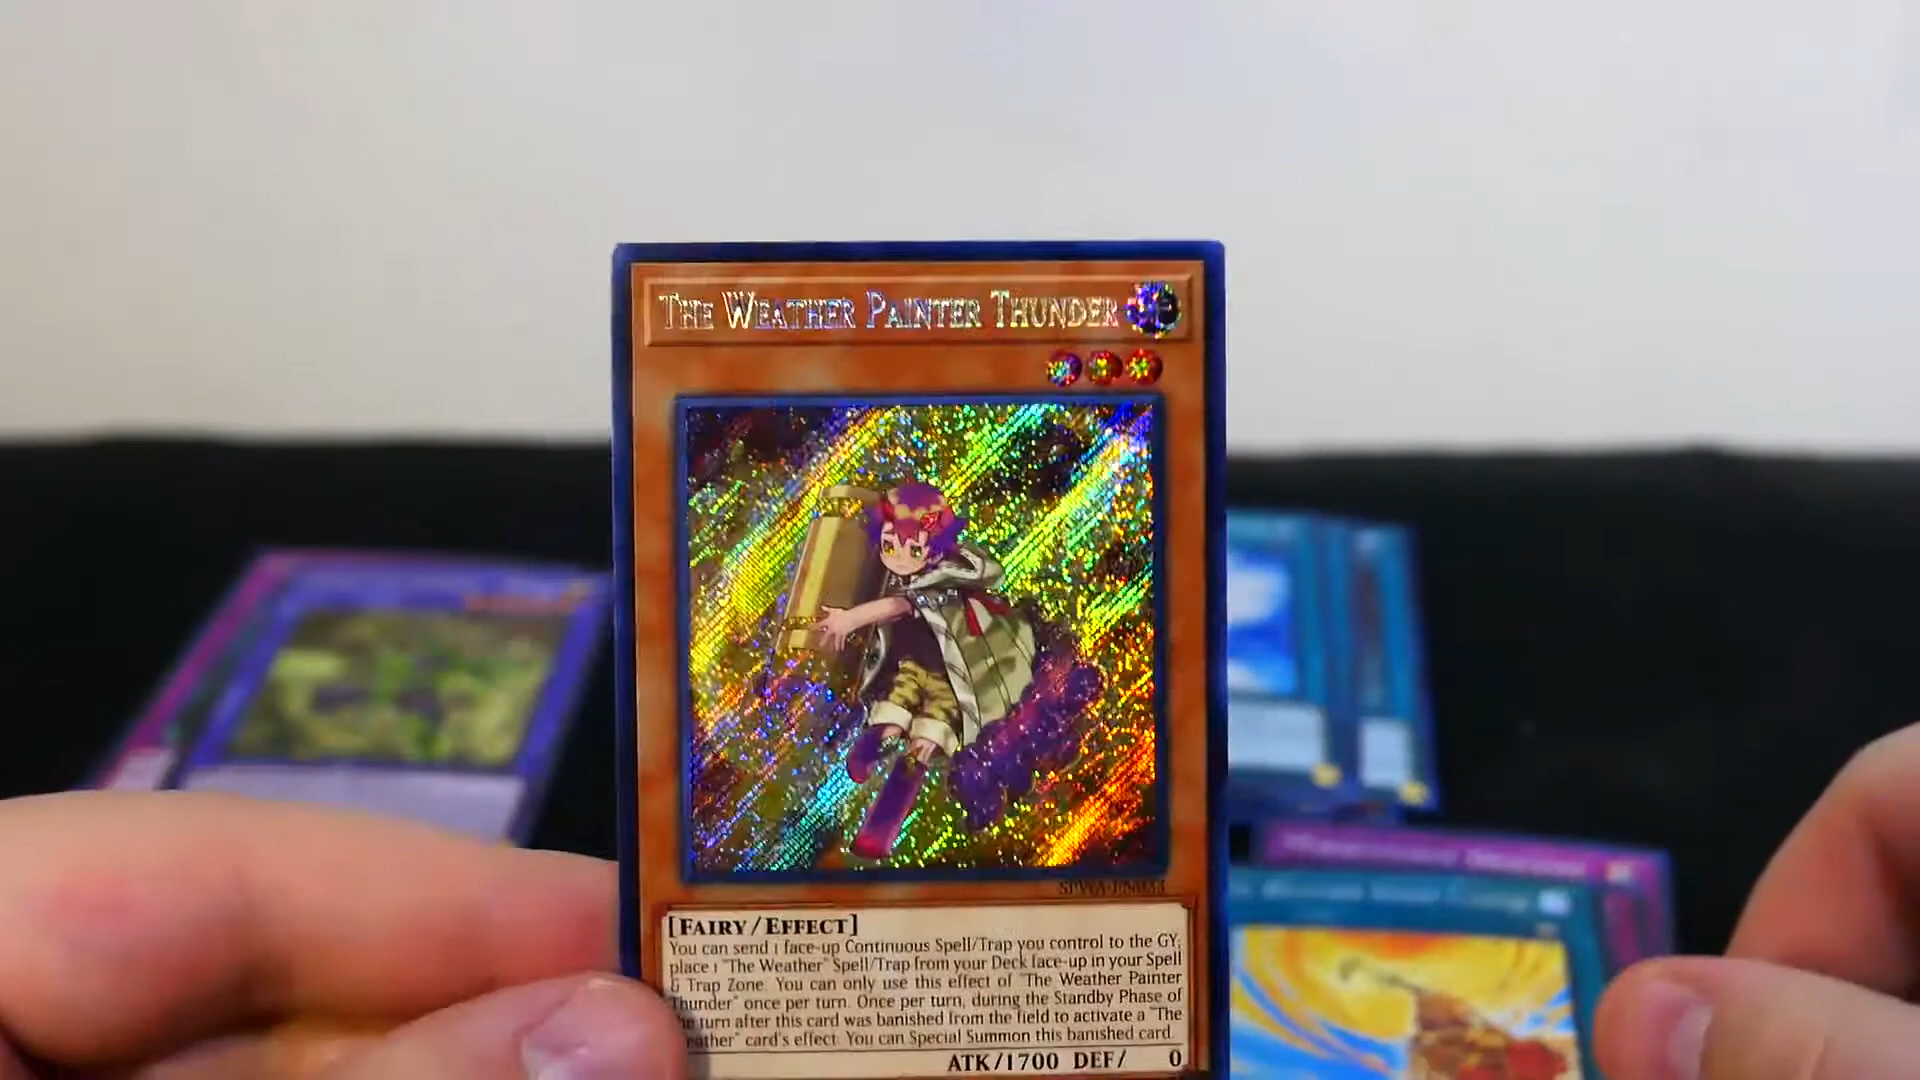 THE WEATHER PAINTER THUNDER
SPWA-EN034
[FAIRY/EFFECT]
You can send 1 face-up Continuous Spell/Trap you control to the GY;
place 1 "The Weather" Spell/Trap from your Deck face-up in your Spell
& Trap Zone. You can only use this effect of "The Weather Painter
Thunder" once per turn. Once per turn, during the Standby Phase of
the turn after this card was banished from the field to activate a "The
Weather" card's effect: You can Special Summon this banished card.
ATK/1700 DEF/ 0